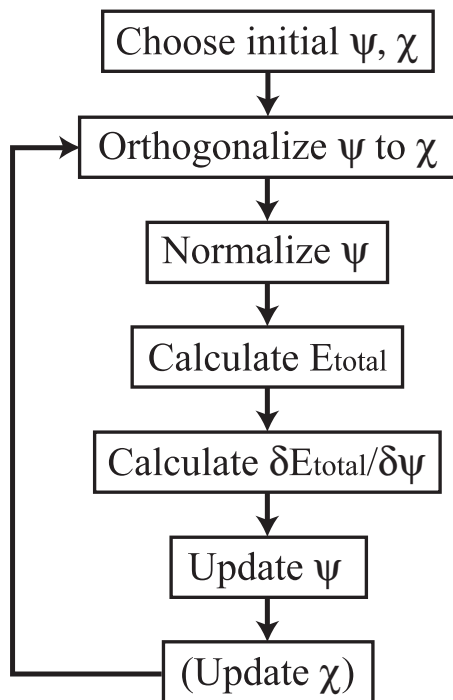 Choose initial ψ, χ
Orthogonalize ψ to χ
Normalize ψ
Calculate Etotal
Calculate δEtotal/δψ
Update ψ
(Update χ)